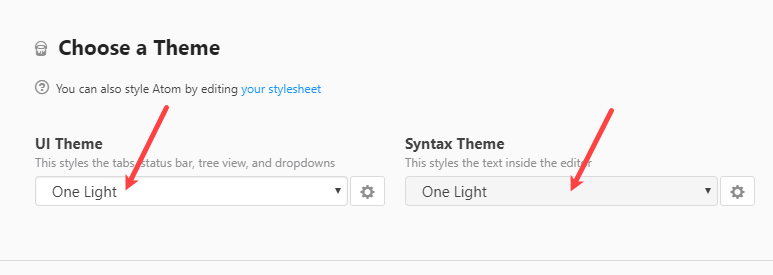 Choose a Theme
You can also style Atom by editing your stylesheet
UI Theme
This styles the tabs, status bar, tree view, and dropdowns
One Light
Syntax Theme
This styles the text inside the editor
One Light